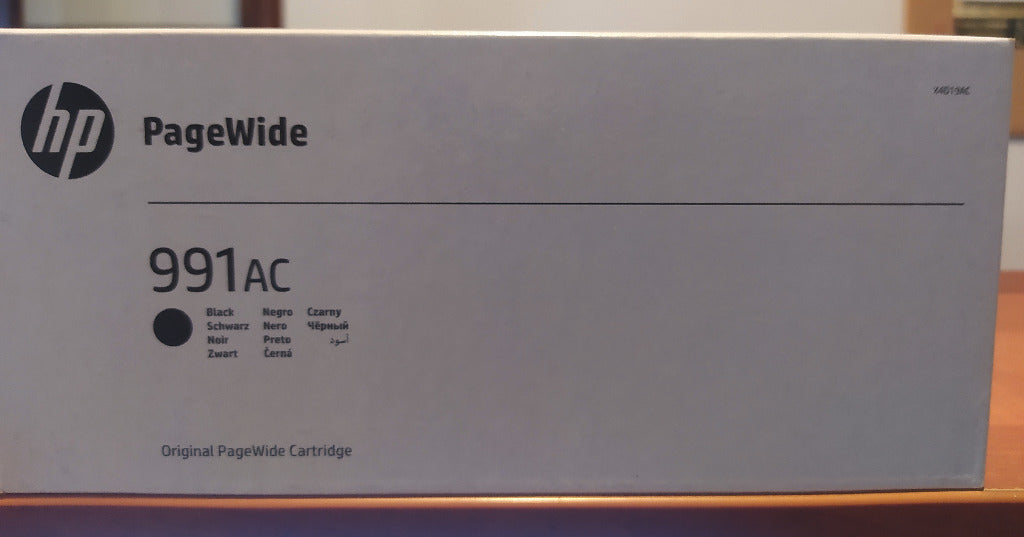 hp
PageWide
991AC
Black Negro Czarny
Schwarz Nero Чёрный
Noir Preto أسود
Zwart Černá
Original PageWide Cartridge